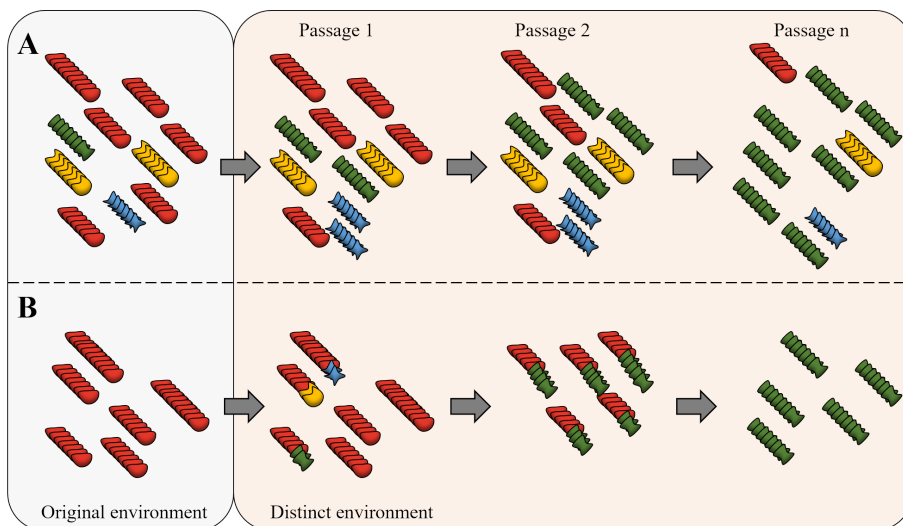 A
Passage 1
Passage 2
Passage n
B
Original environment
Distinct environment